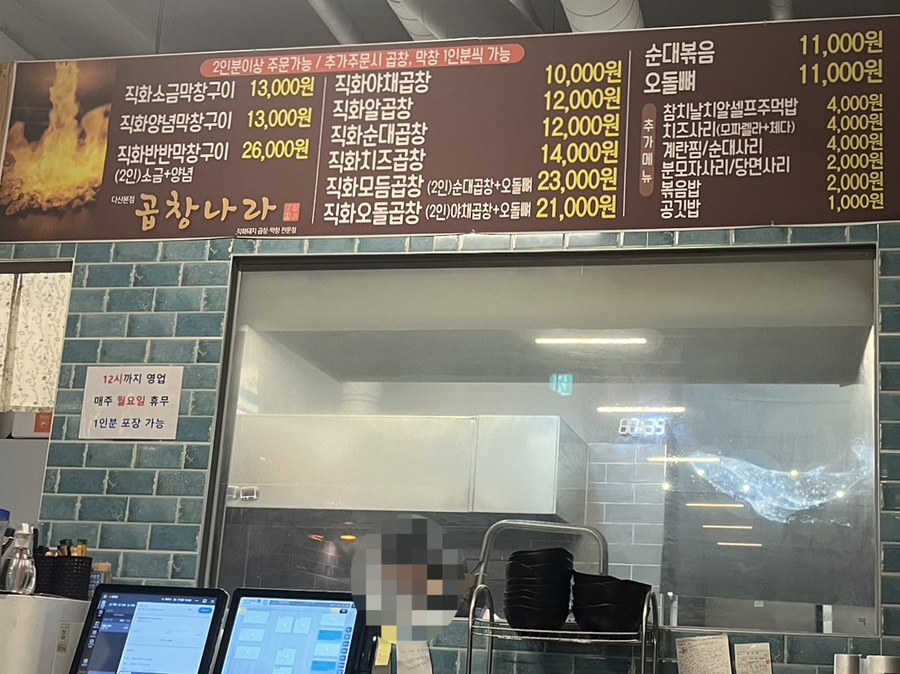 2인분이상 주문가능 / 추가주문시 곱창, 막창 1인분씩 가능
직화소금막창구이 13,000원
직화양념막창구이 13,000원
직화반반막창구이 26,000원
(2인)소금+양념
다산본점
곱창나라
직화돼지 곱창·막창 전문점
직화야채곱창 10,000원
직화알곱창 12,000원
직화순대곱창 12,000원
직화치즈곱창 14,000원
직화모듬곱창 (2인)순대곱창+오돌뼈 23,000원
직화오돌곱창 (2인)야채곱창+오돌뼈 21,000원
순대볶음 11,000원
오돌뼈 11,000원
추가메뉴
참치날치알셀프주먹밥 4,000원
치즈사리(모짜렐라+체다) 4,000원
계란찜/순대사리 4,000원
분모자사리/당면사리 2,000원
볶음밥 2,000원
공깃밥 1,000원
12시까지 영업
매주 월요일 휴무
1인분 포장 가능